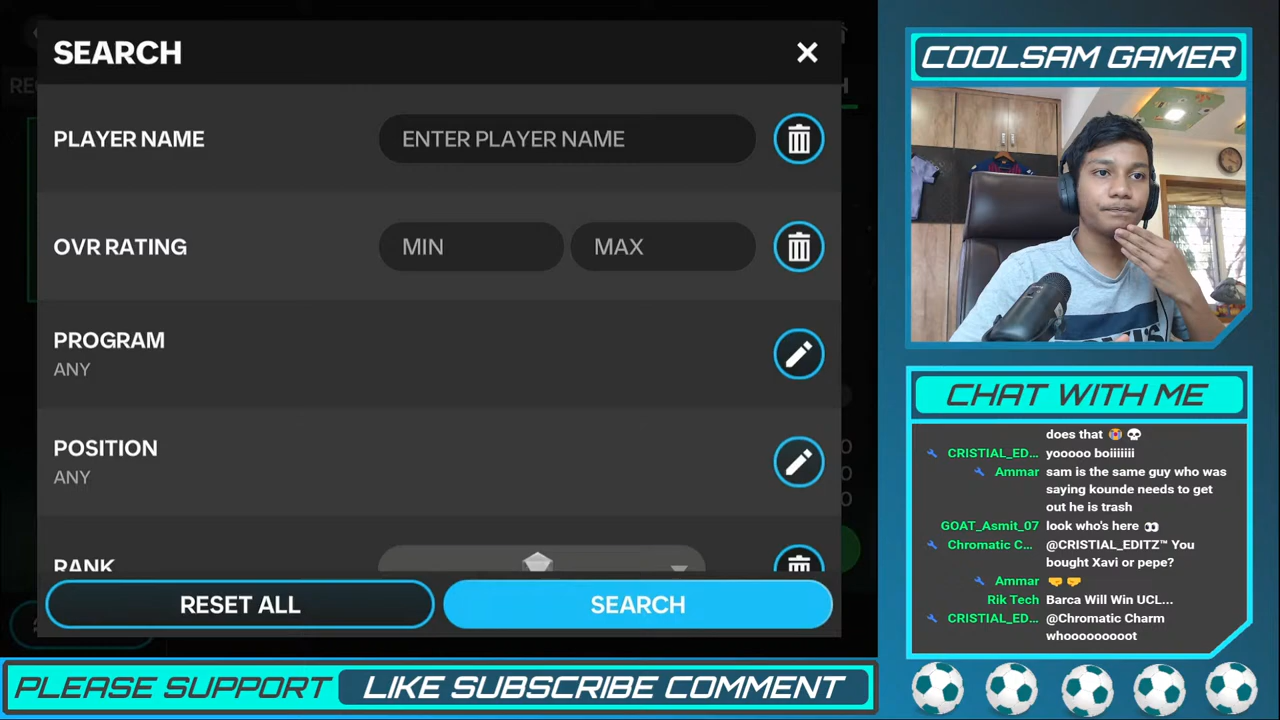 SEARCH
PLAYER NAME
ENTER PLAYER NAME
OVR RATING
MIN
MAX
PROGRAM
ANY
POSITION
ANY
RANK
RESET ALL
SEARCH
PLEASE SUPPORT
LIKE SUBSCRIBE COMMENT
COOLSAM GAMER
CHAT WITH ME
does that 😭 💀
CRISTIAL_ED... yooooo boiiiiiii
Ammar sam is the same guy who was
saying kounde needs to get
out he is trash
GOAT_Asmit_07 look who's here 👀
Chromatic C... @CRISTIAL_EDITZ™ You
bought Xavi or pepe?
Ammar 🤜 🤛
Rik Tech Barca Will Win UCL...
CRISTIAL_ED... @Chromatic Charm
whooooooooot